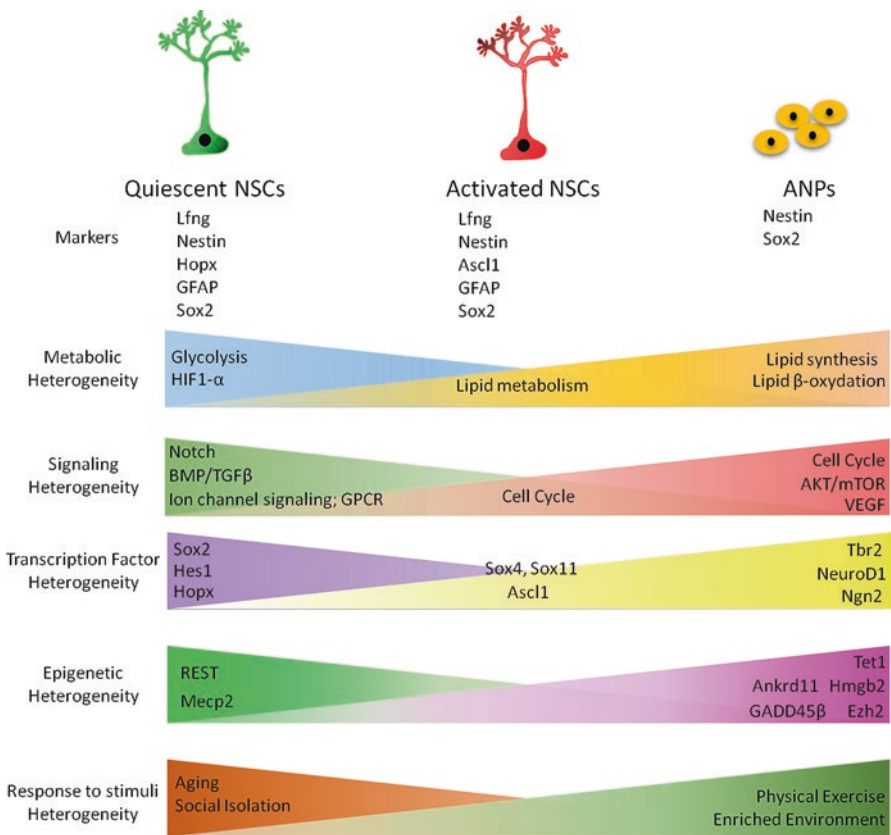 Quiescent NSCs
Activated NSCs
ANPs
Markers
Lfng
Nestin
Hopx
GFAP
Sox2
Lfng
Nestin
Ascl1
GFAP
Sox2
Nestin
Sox2
Metabolic
Heterogeneity
Glycolysis
HIF1-α
Lipid metabolism
Lipid synthesis
Lipid β-oxydation
Signaling
Heterogeneity
Notch
BMP/TGFβ
Ion channel signaling; GPCR
Cell Cycle
Cell Cycle
AKT/mTOR
VEGF
Transcription Factor
Heterogeneity
Sox2
Hes1
Hopx
Sox4, Sox11
Ascl1
Tbr2
NeuroD1
Ngn2
Epigenetic
Heterogeneity
REST
Mecp2
Tet1
Ankrd11 Hmgb2
GADD45β Ezh2
Response to stimuli
Heterogeneity
Aging
Social Isolation
Physical Exercise
Enriched Environment